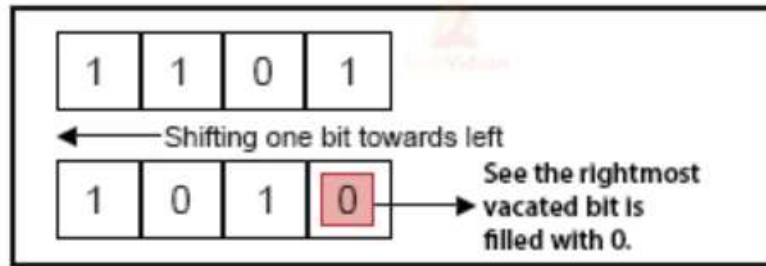 1 1 0 1
Shifting one bit towards left
1 0 1 0
See the rightmost
vacated bit is
filled with 0.